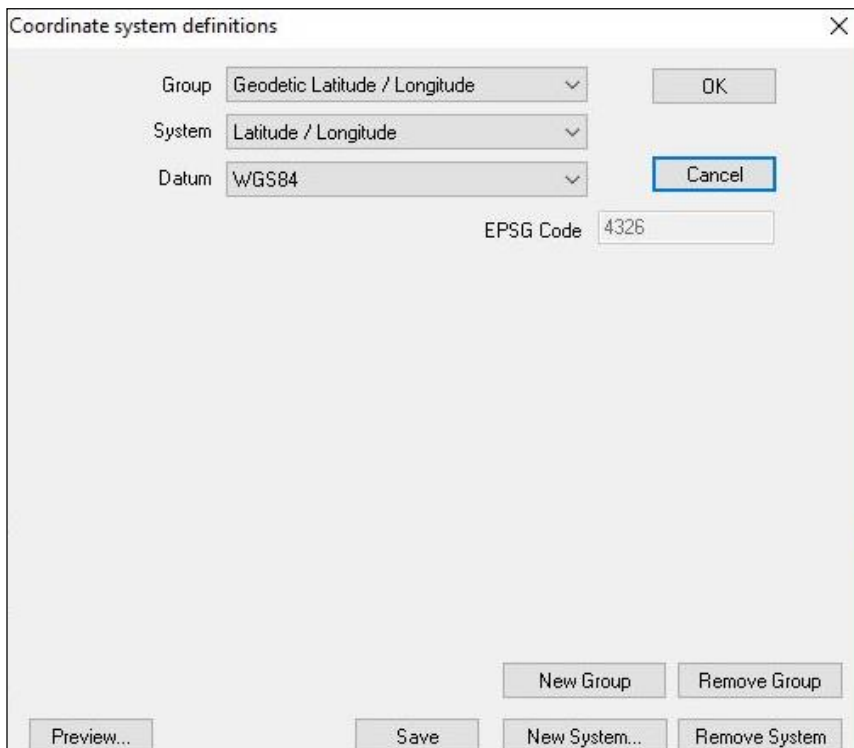 Coordinate system definitions
Group Geodetic Latitude / Longitude OK
System Latitude / Longitude
Datum WGS84 Cancel
EPSG Code 4326
New Group Remove Group
Preview... Save New System... Remove System